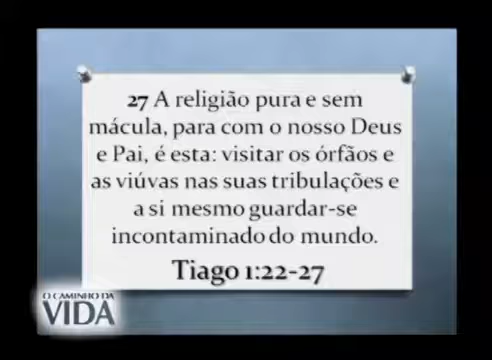 27 A religião pura e sem
mácula, para com o nosso Deus
e Pai, é esta: visitar os órfãos e
as viúvas nas suas tribulações e
a si mesmo guardar-se
incontaminado do mundo.
Tiago 1:22-27
O CAMINHO DA
VIDA